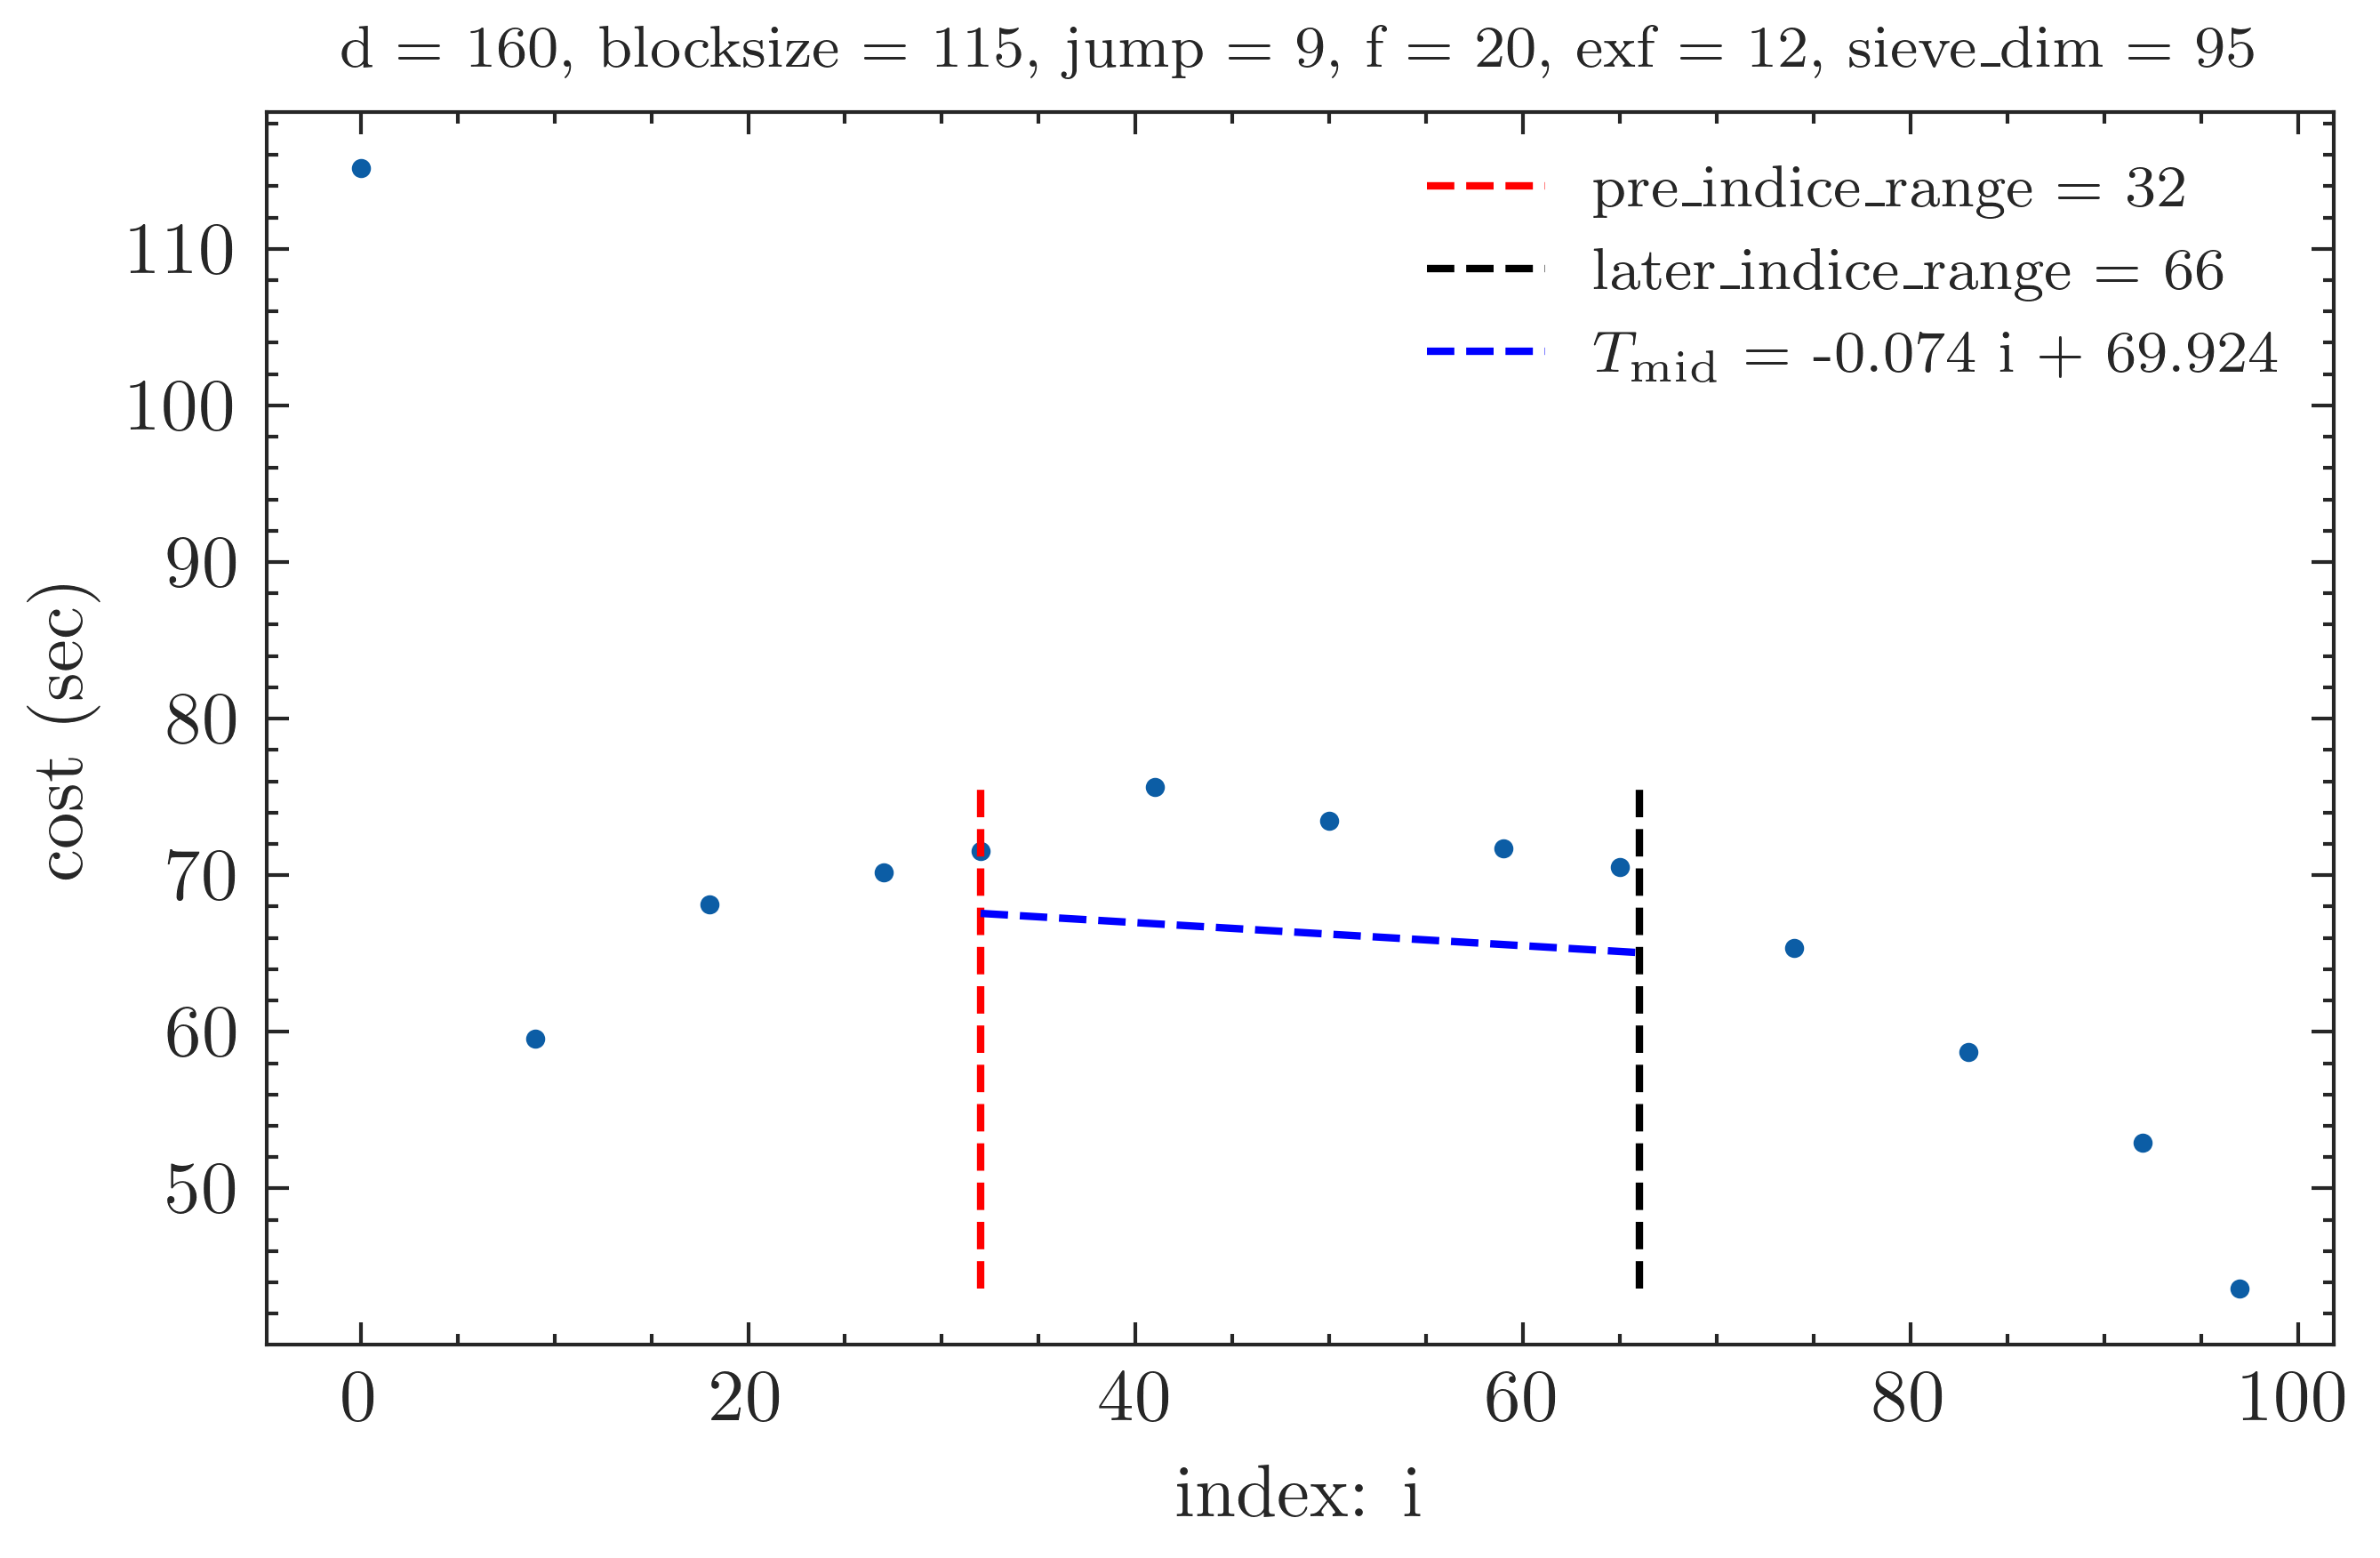 d = 160, blocksize = 115, jump = 9, f = 20, exf = 12, sieve_dim = 95
pre_indice_range = 32
later_indice_range = 66
T_mid = -0.074 i + 69.924
cost (sec)
110
100
90
80
70
60
50
0 20 40 60 80 100
index: i